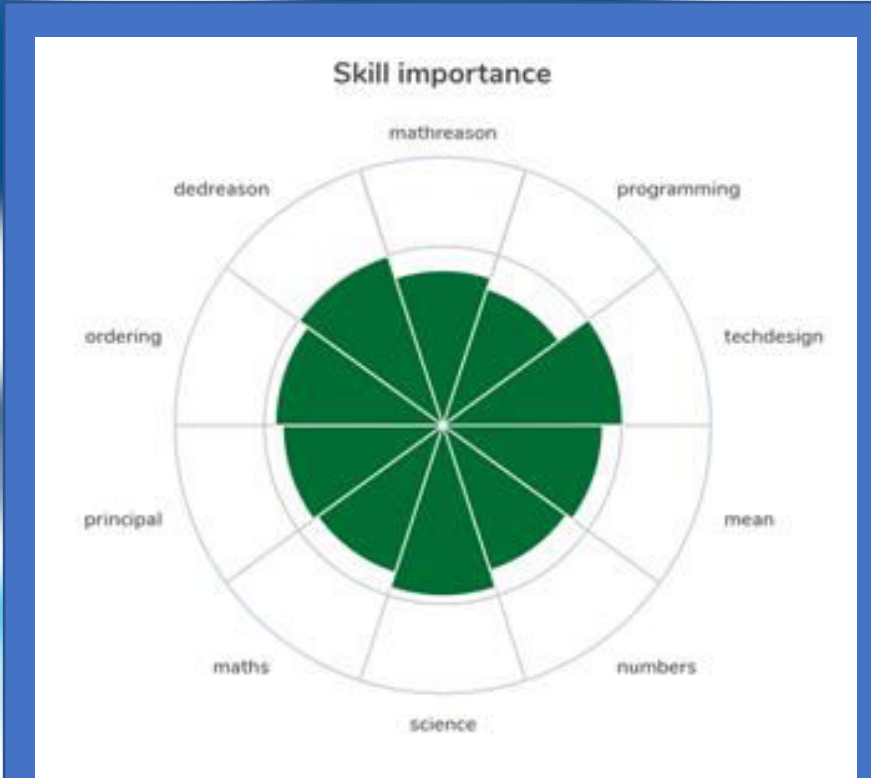 Skill importance
mathreason
dedreason
programming
ordering
techdesign
principal
mean
maths
numbers
science